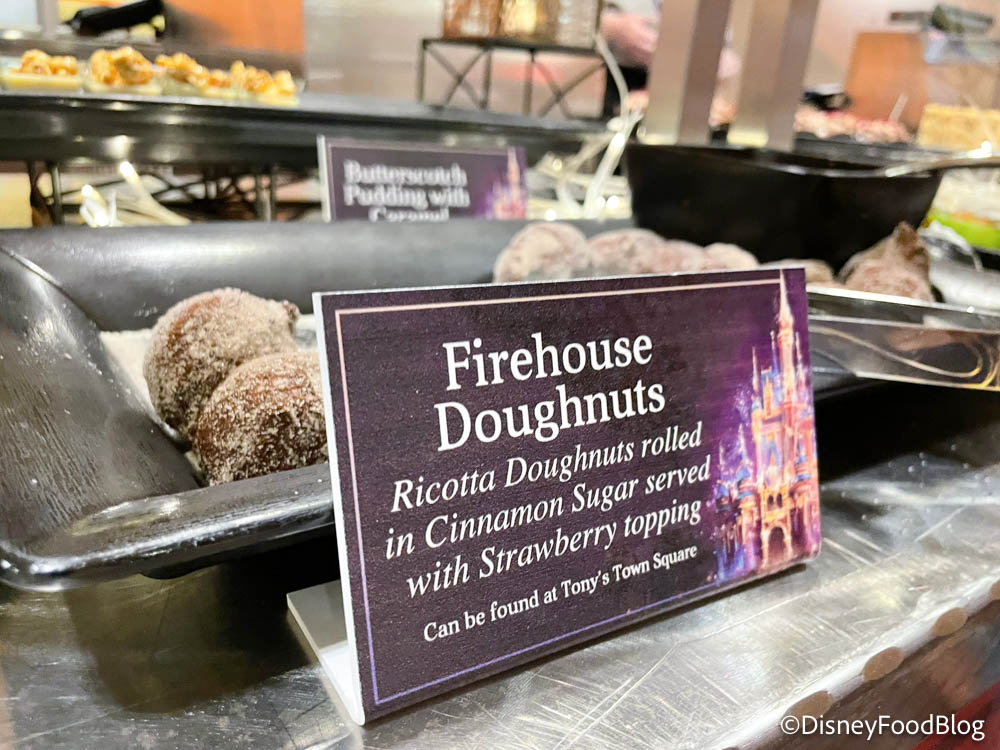 Butterscotch
Pudding with
Caramel
Firehouse
Doughnuts
Ricotta Doughnuts rolled
in Cinnamon Sugar served
with Strawberry topping
Can be found at Tony's Town Square
©DisneyFoodBlog